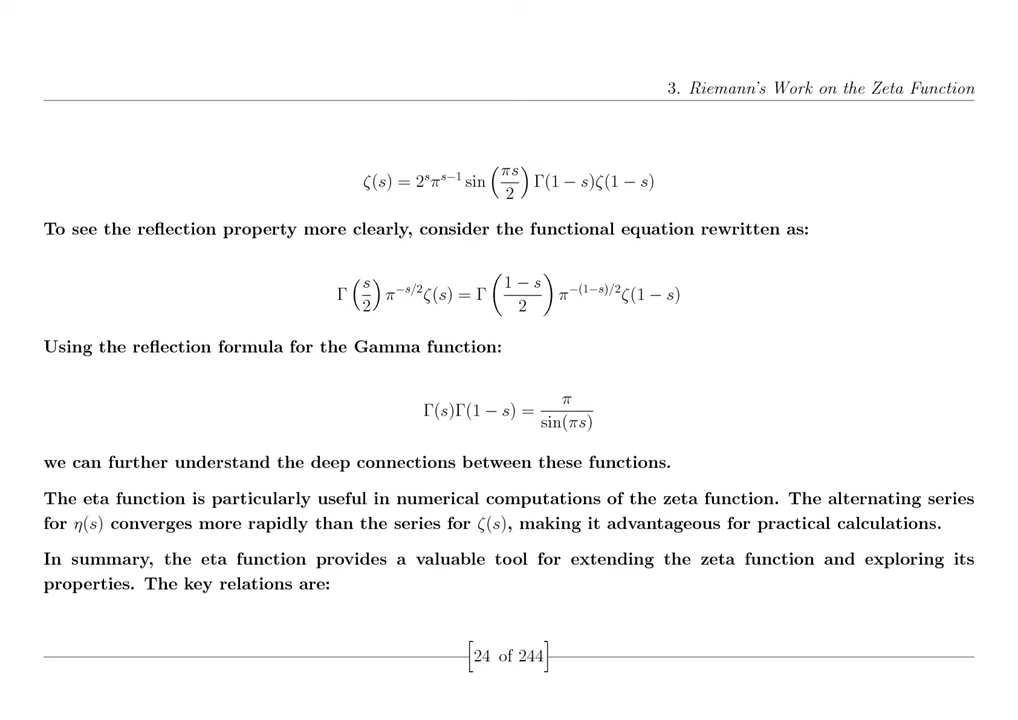 3. Riemann's Work on the Zeta Function
ζ(s) = 2^s π^{s−1} sin (πs/2) Γ(1 − s)ζ(1 − s)
To see the reflection property more clearly, consider the functional equation rewritten as:
Γ (s/2) π^{−s/2} ζ(s) = Γ ((1 − s)/2) π^{−(1−s)/2} ζ(1 − s)
Using the reflection formula for the Gamma function:
Γ(s)Γ(1 − s) = π/sin(πs)
we can further understand the deep connections between these functions.
The eta function is particularly useful in numerical computations of the zeta function. The alternating series
for η(s) converges more rapidly than the series for ζ(s), making it advantageous for practical calculations.
In summary, the eta function provides a valuable tool for extending the zeta function and exploring its
properties. The key relations are:
[24 of 244]